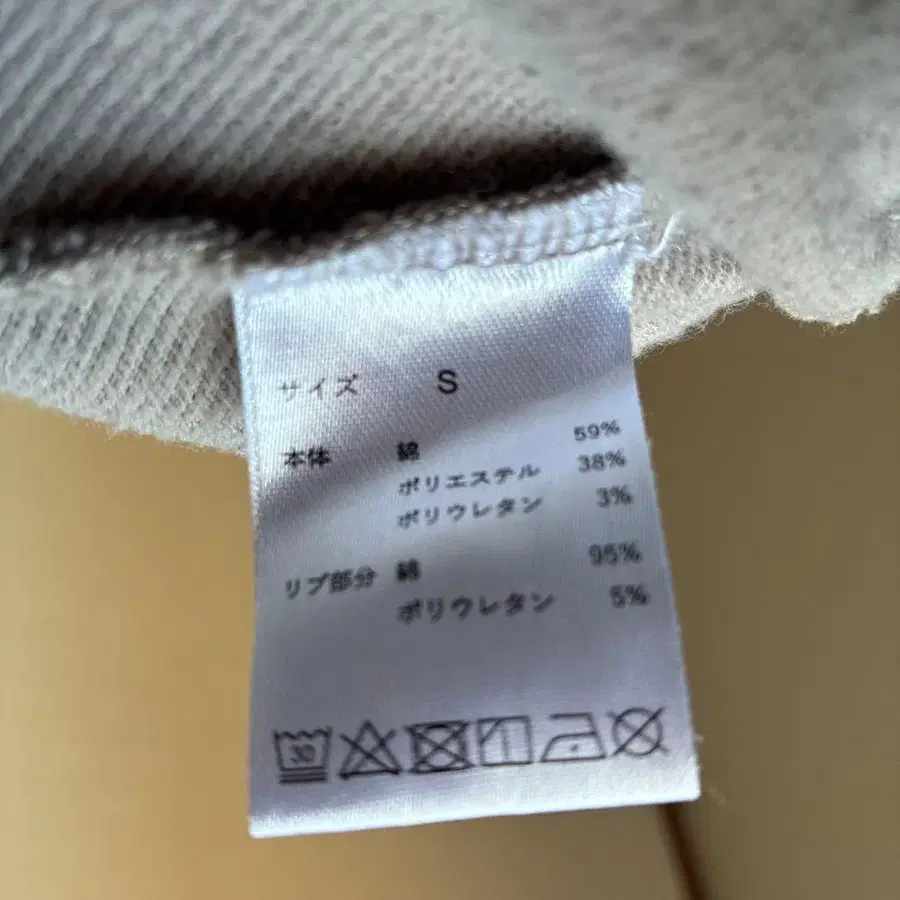 サイズ S
本体 綿 59%
ポリエステル 38%
ポリウレタン 3%
リブ部分 綿 95%
ポリウレタン 5%
30